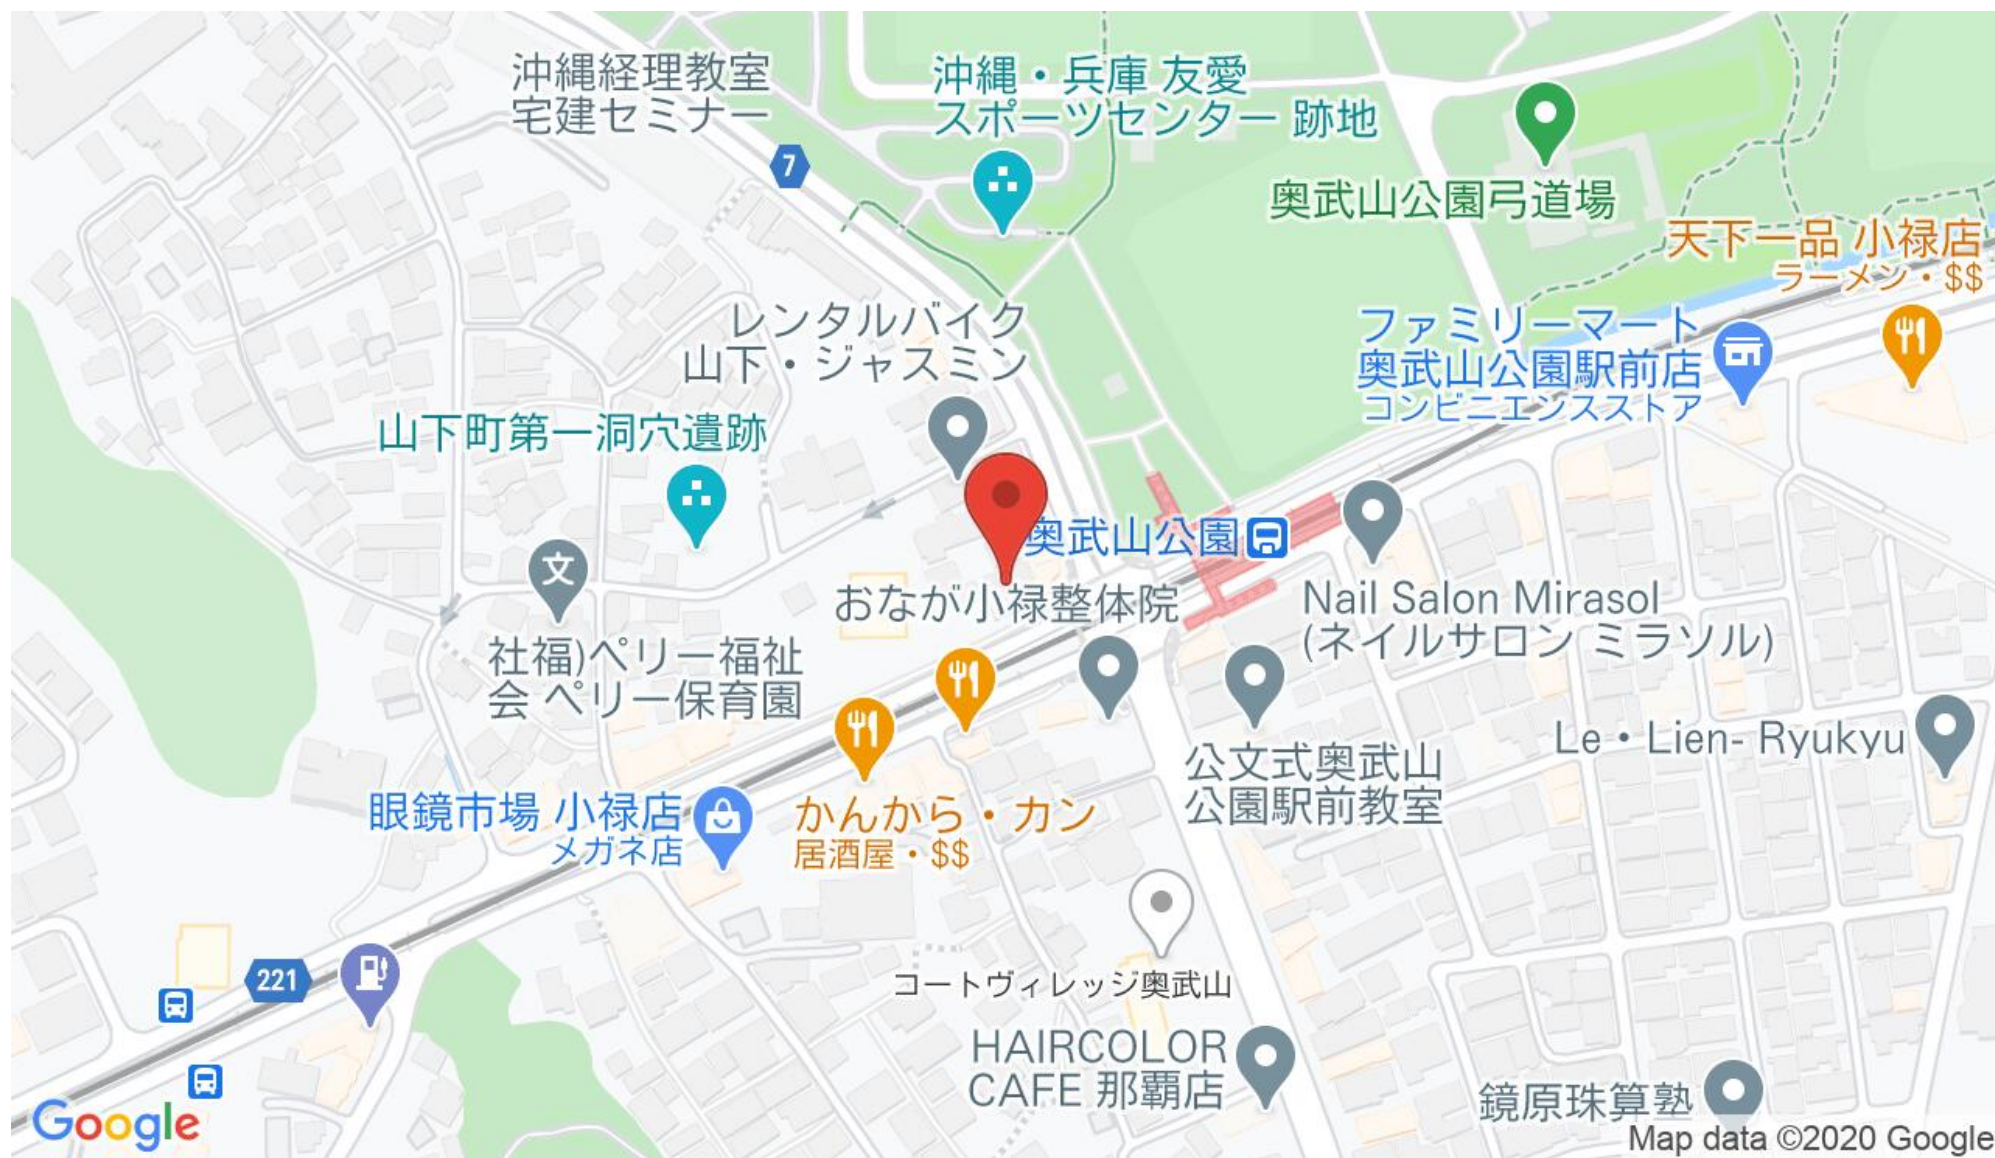 沖縄経理教室
宅建セミナー
沖縄・兵庫 友愛
スポーツセンター 跡地
7
奥武山公園弓道場
天下一品 小禄店
ラーメン・$$
レンタルバイク
山下・ジャスミン
ファミリーマート
奥武山公園駅前店
コンビニエンスストア
山下町第一洞穴遺跡
奥武山公園
文
おなが小禄整体院
Nail Salon Mirasol
(ネイルサロン ミラソル)
社福)ペリー福祉
会 ペリー保育園
Le・Lien- Ryukyu
公文式奥武山
公園駅前教室
眼鏡市場 小禄店
メガネ店
かんから・カン
居酒屋・$$
221
コートヴィレッジ奥武山
HAIRCOLOR
CAFE 那覇店
鏡原珠算塾
Google
Map data ©2020 Google